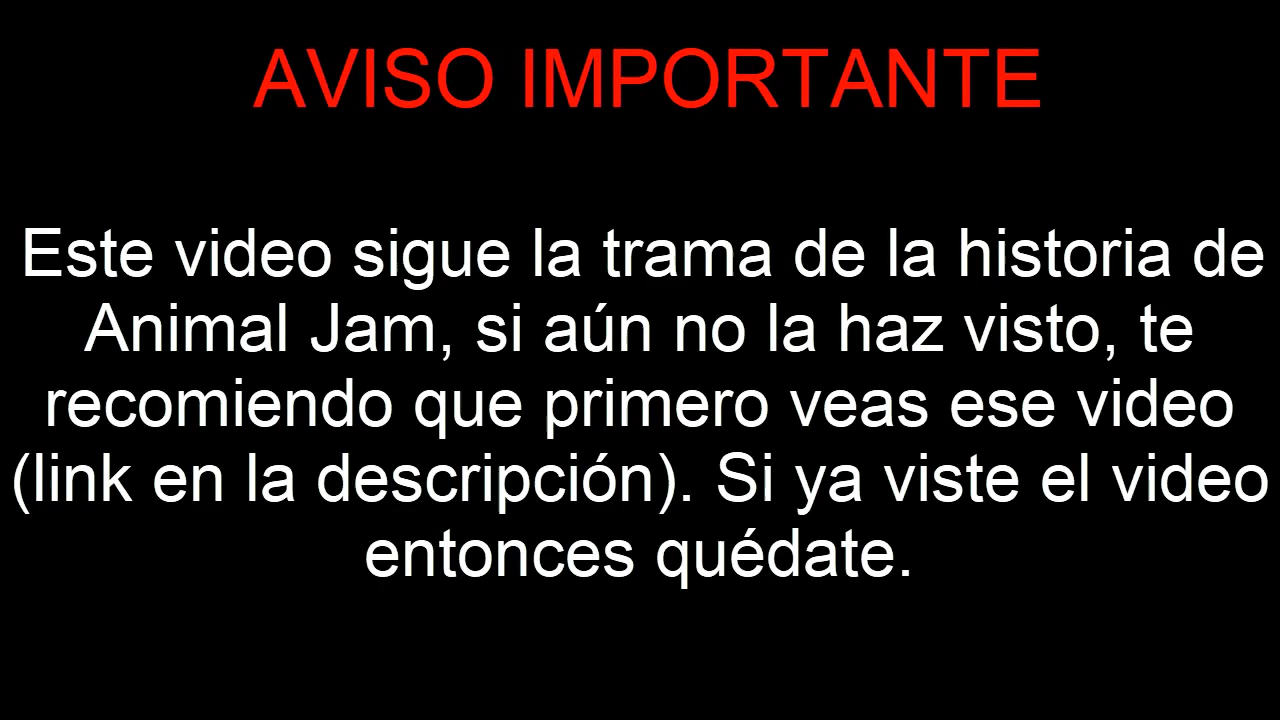 AVISO IMPORTANTE
Este video sigue la trama de la historia de
Animal Jam, si aún no la haz visto, te
recomiendo que primero veas ese video
(link en la descripción). Si ya viste el video
entonces quédate.